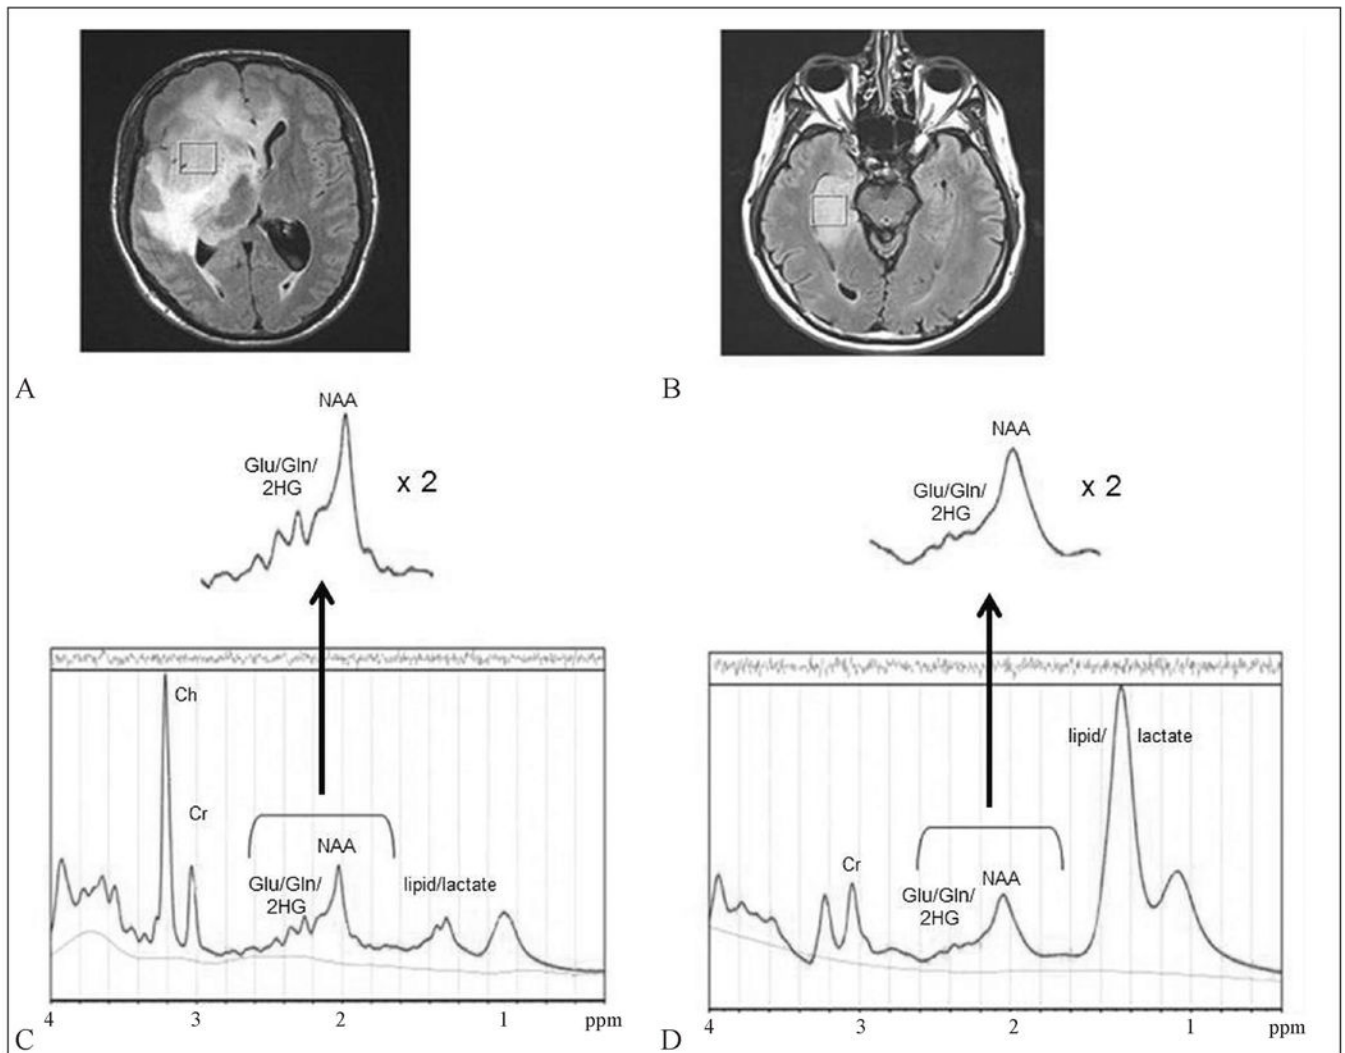 A
B
NAA
Glu/Gln/
2HG
x 2
NAA
Glu/Gln/
2HG
x 2
Ch
Cr
NAA
Glu/Gln/
2HG
lipid/lactate
4 3 2 1 ppm
C
lipid/ lactate
Cr
NAA
Glu/Gln/
2HG
4 3 2 1 ppm
D